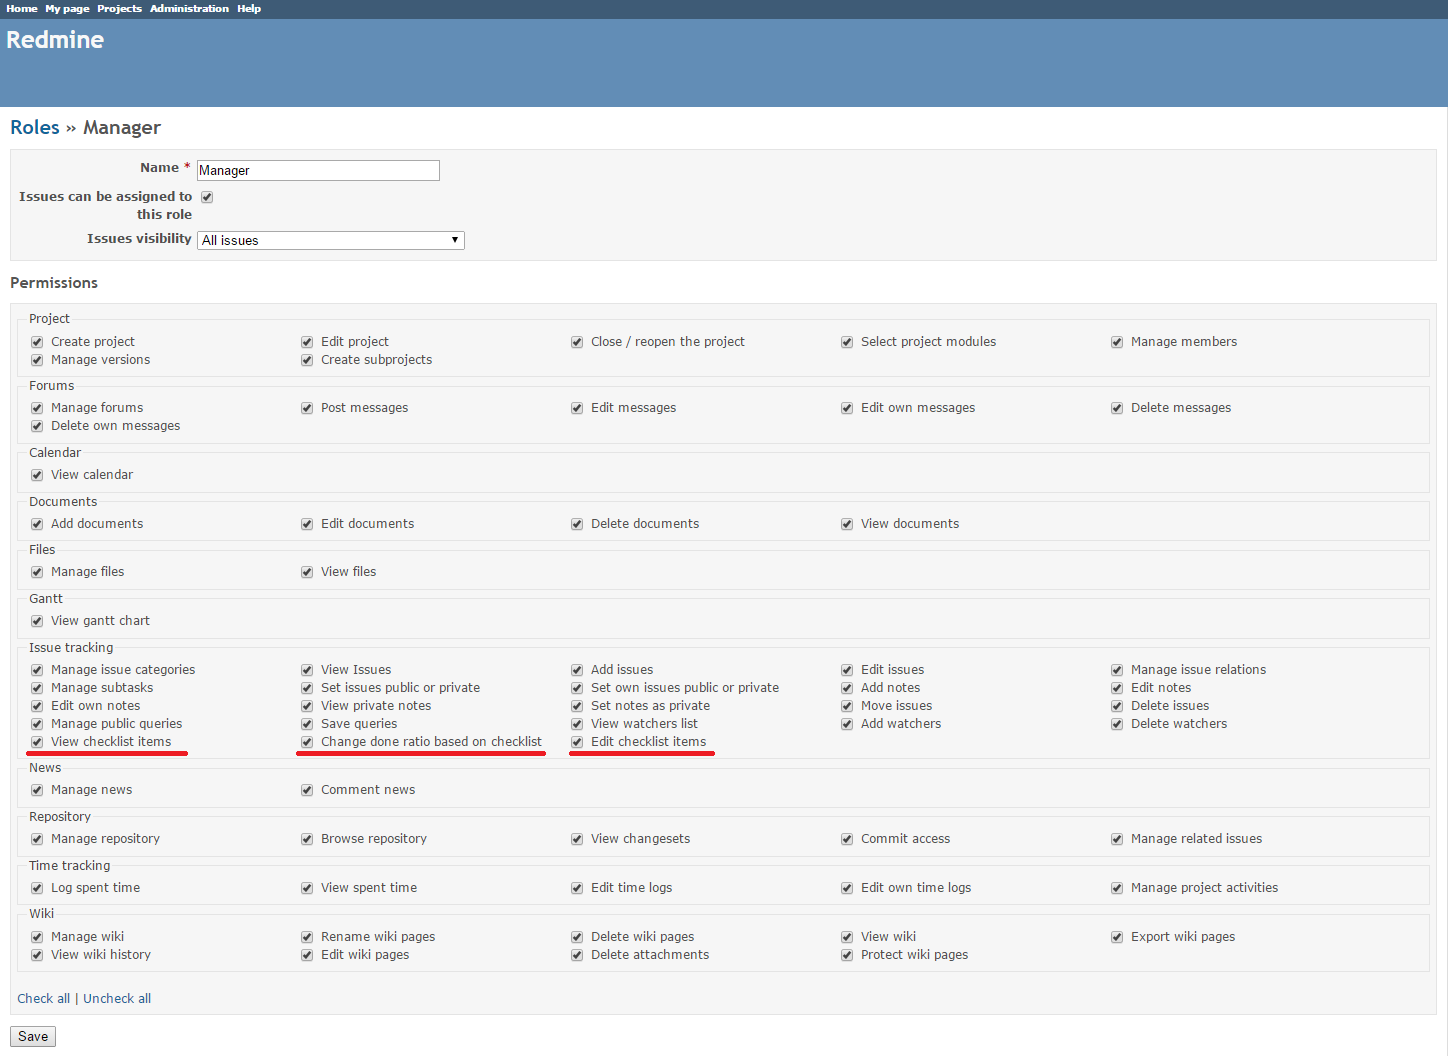 Home My page Projects Administration Help
Redmine
Roles » Manager
Name * Manager
Issues can be assigned to
this role
Issues visibility All issues
Permissions
Project
Create project Edit project Close / reopen the project Select project modules Manage members
Manage versions Create subprojects
Forums
Manage forums Post messages Edit messages Edit own messages Delete messages
Delete own messages
Calendar
View calendar
Documents
Add documents Edit documents Delete documents View documents
Files
Manage files View files
Gantt
View gantt chart
Issue tracking
Manage issue categories View Issues Add issues Edit issues Manage issue relations
Manage subtasks Set issues public or private Set own issues public or private Add notes Edit notes
Edit own notes View private notes Set notes as private Move issues Delete issues
Manage public queries Save queries View watchers list Add watchers Delete watchers
View checklist items Change done ratio based on checklist Edit checklist items
News
Manage news Comment news
Repository
Manage repository Browse repository View changesets Commit access Manage related issues
Time tracking
Log spent time View spent time Edit time logs Edit own time logs Manage project activities
Wiki
Manage wiki Rename wiki pages Delete wiki pages View wiki Export wiki pages
View wiki history Edit wiki pages Delete attachments Protect wiki pages
Check all | Uncheck all
Save